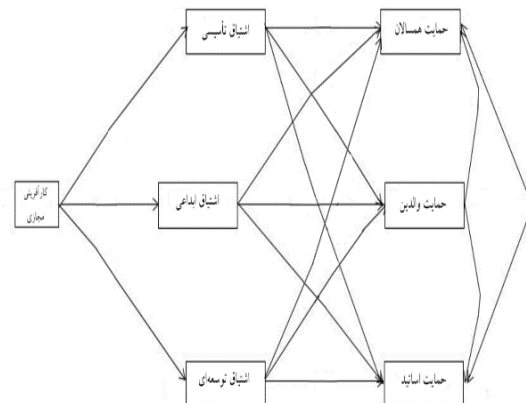 حمایت همسالان
اشتیاق تأسیسی
حمایت والدین
اشتیاق ابداعی
کارآفرینی
مجازی
حمایت اساتید
اشتیاق توسعه‌ای